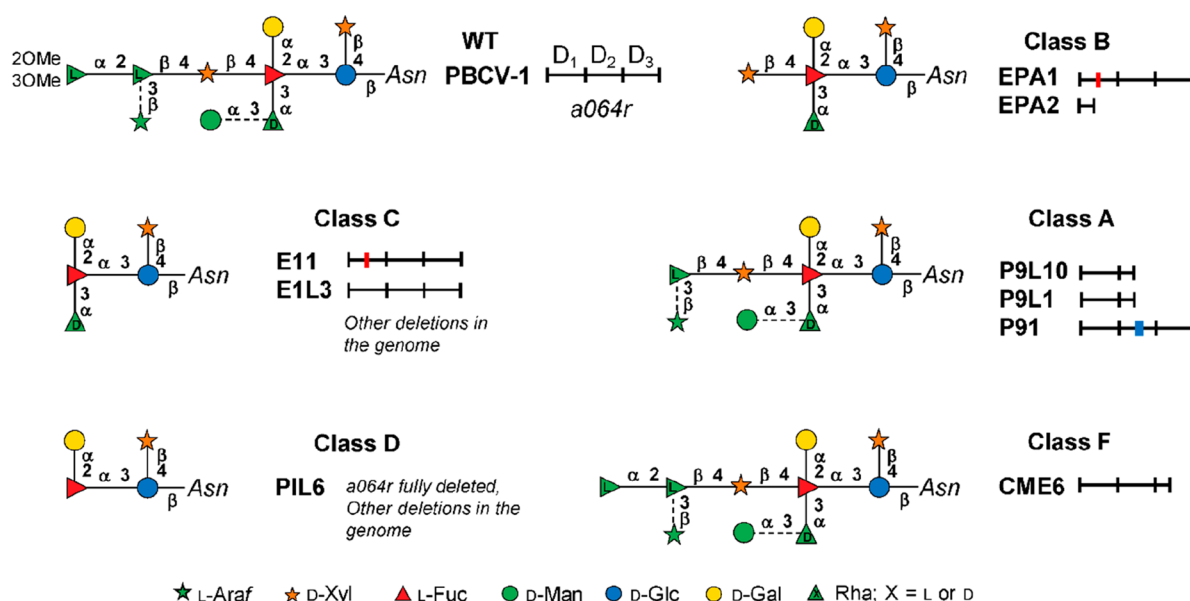 WT
PBCV-1
D1 D2 D3
a064r
α
β
2OMe
3OMe
L α 2 L β 4 β 4 2 α 3 4 Asn
3 3 β
β α 3 α
D
Class B
EPA1
EPA2
α β
4 2 α 3 4 Asn
β 3 β
α
D
Class C
E11
E1L3
Other deletions in
the genome
α β
2 α 3 4 Asn
3 β
α
D
Class A
P9L10
P9L1
P91
α β
L β 4 β 4 2 α 3 4 Asn
3 3 β
β α 3 α
D
Class D
PIL6
a064r fully deleted,
Other deletions in the
genome
α β
2 α 3 4 Asn
β
Class F
CME6
α β
L α 2 L β 4 β 4 2 α 3 4 Asn
3 3 β
β α 3 α
D
L-Araf D-Xyl L-Fuc D-Man D-Glc D-Gal X Rha; X = L or D